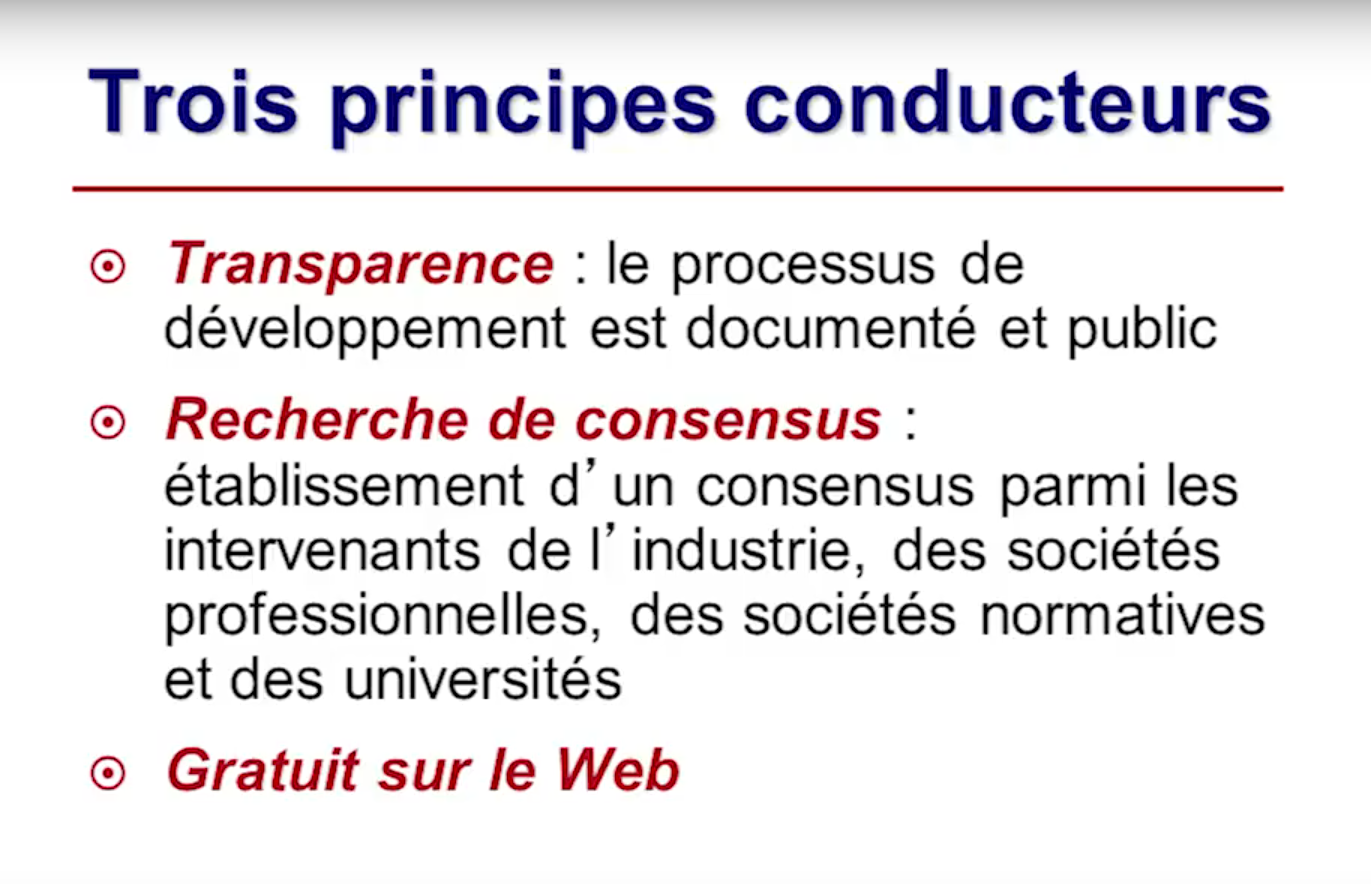 Trois principes conducteurs
Transparence : le processus de
développement est documenté et public
Recherche de consensus :
établissement d’un consensus parmi les
intervenants de l’industrie, des sociétés
professionnelles, des sociétés normatives
et des universités
Gratuit sur le Web